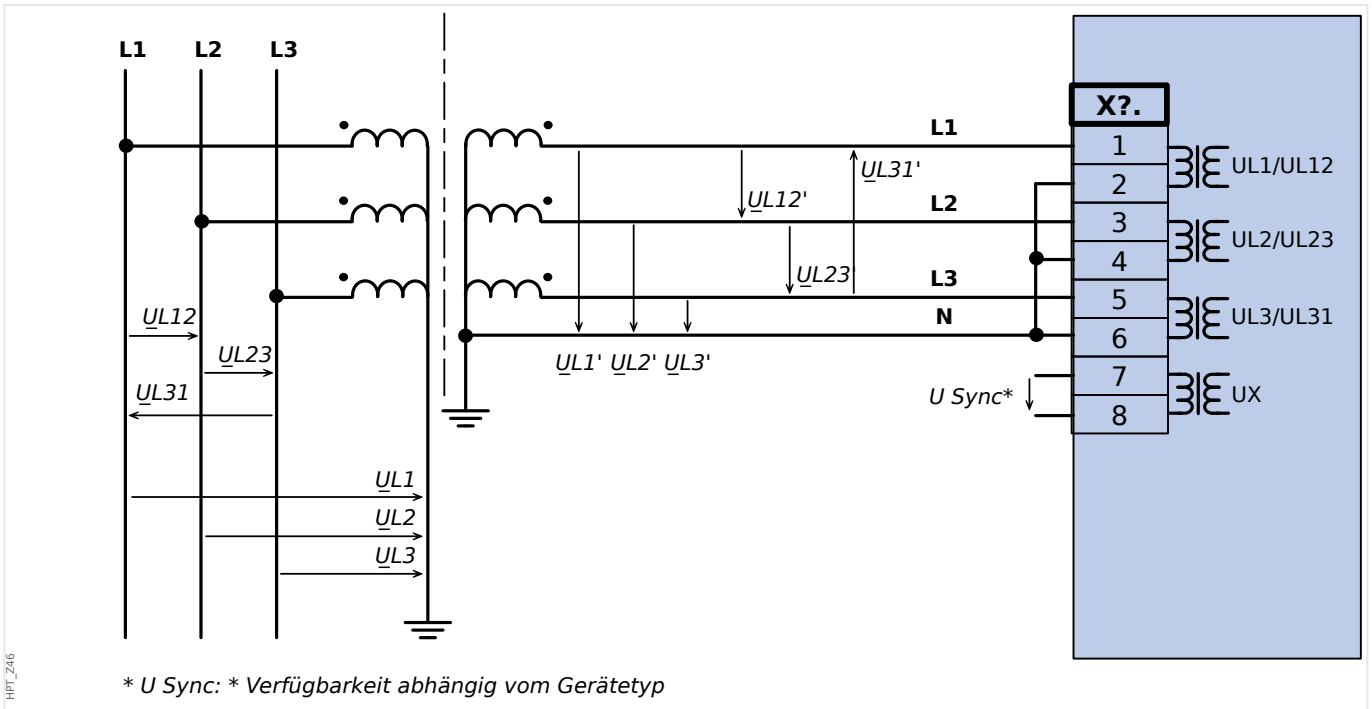 L1 L2 L3
X?.
L1
1
UL1/UL12
UL31'
2
UL12'
L2
3
UL2/UL23
4
UL23'
L3
5
UL12
N
UL3/UL31
6
UL23
UL1' UL2' UL3'
7
UL31
U Sync*
UX
8
UL1
UL2
UL3
HPT_Z46
* U Sync: * Verfügbarkeit abhängig vom Gerätetyp